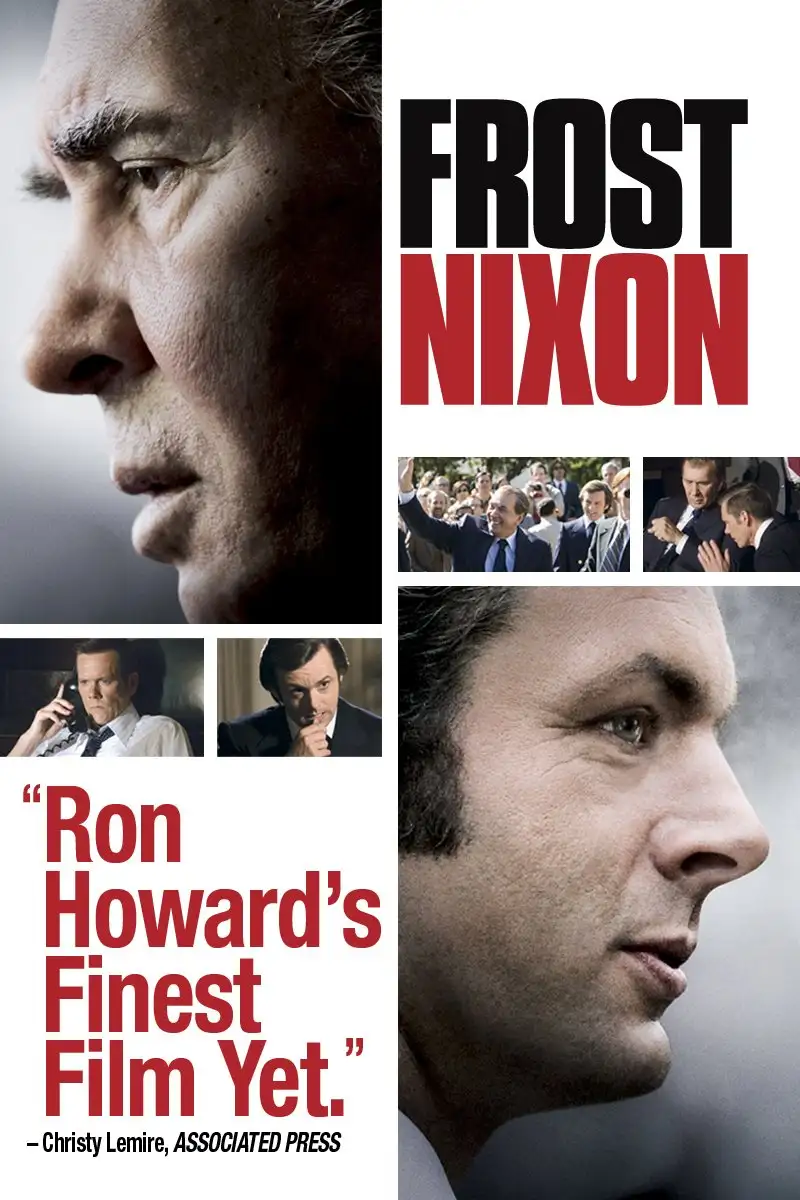 FROST
NIXON
“Ron
Howard’s
Finest
Film Yet.”
– Christy Lemire, ASSOCIATED PRESS